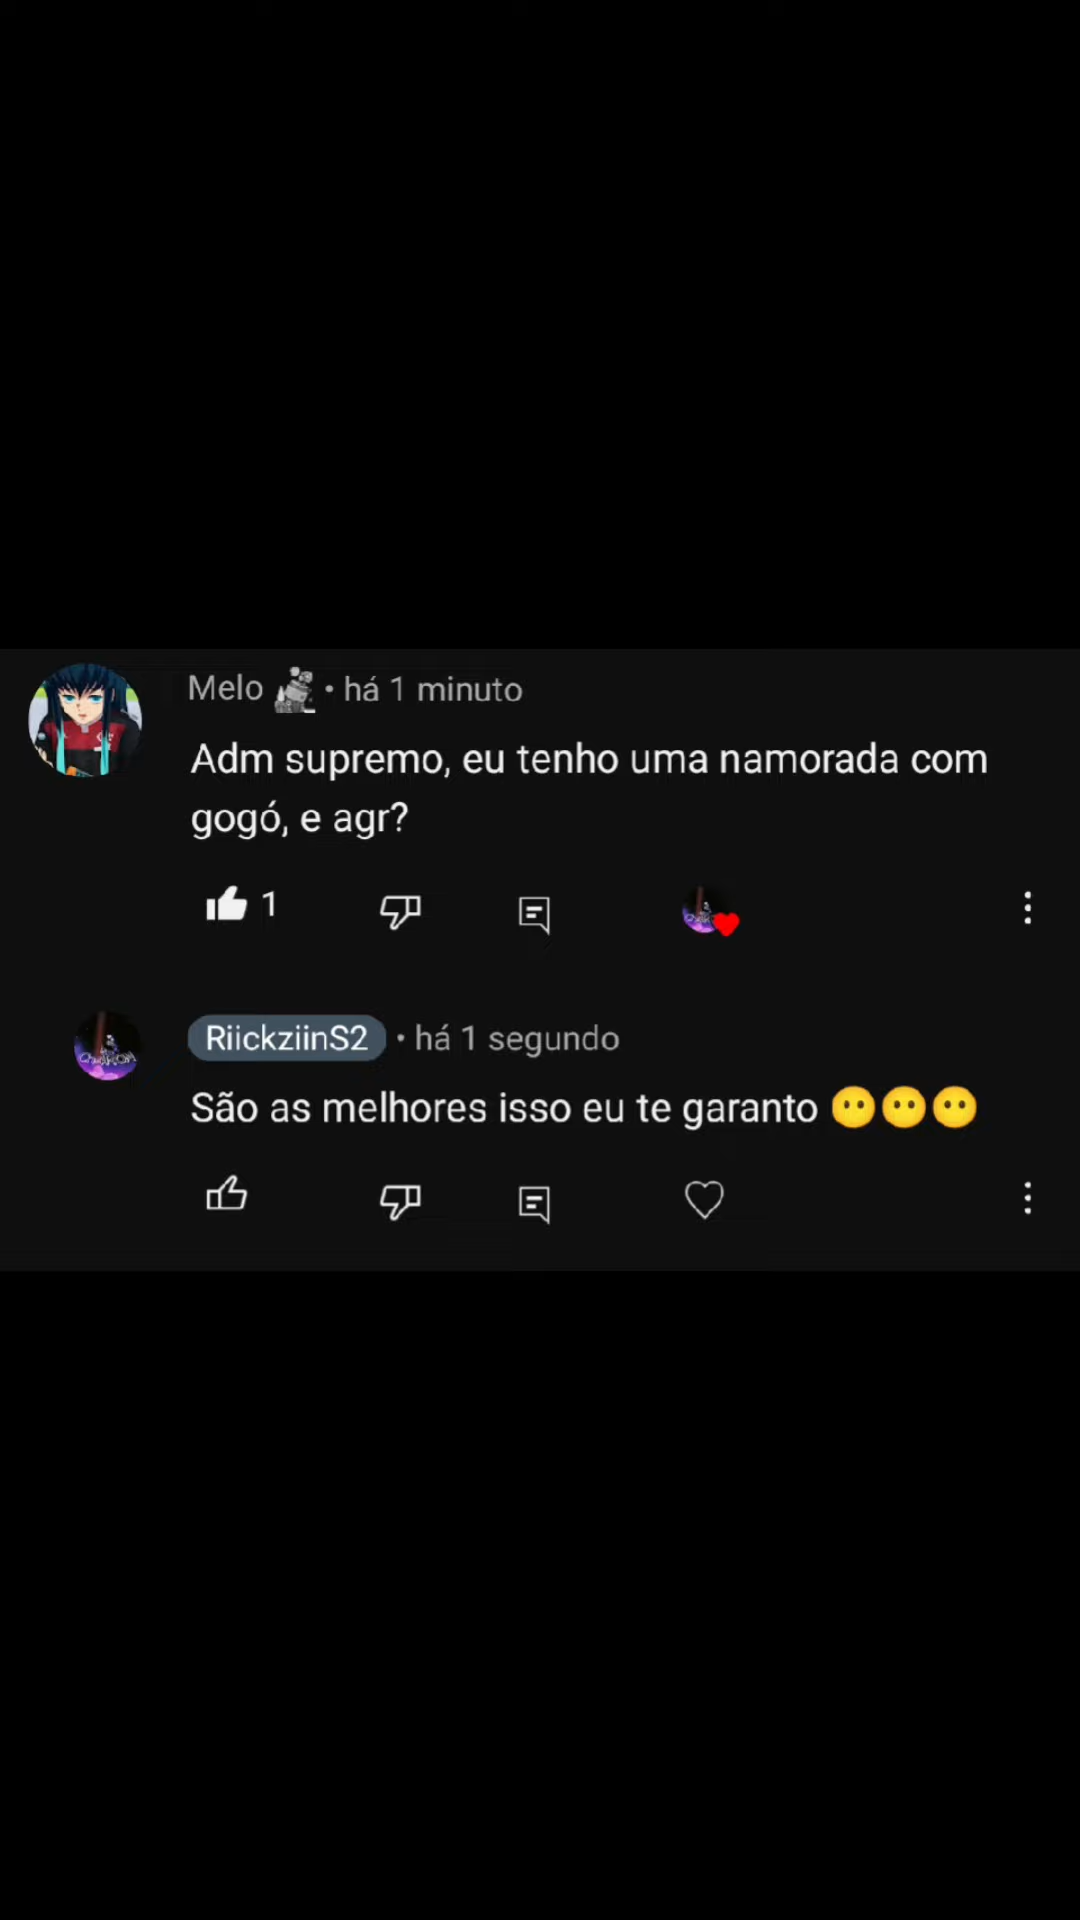 Melo • há 1 minuto
Adm supremo, eu tenho uma namorada com
gogó, e agr?
1
RiickziinS2 • há 1 segundo
São as melhores isso eu te garanto 😶😶😶